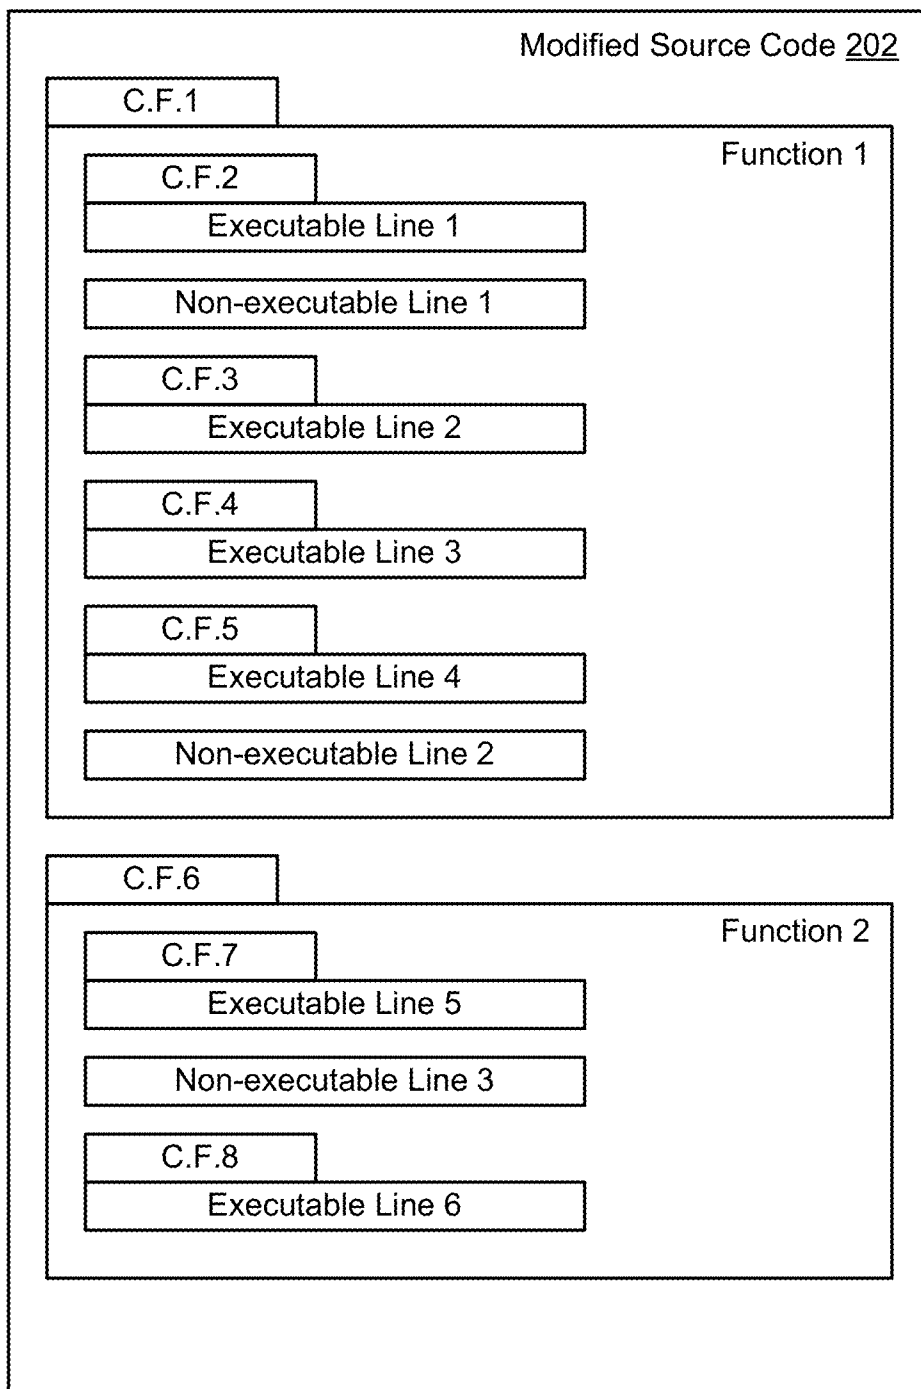 Modified Source Code 202
C.F.1
Function 1
C.F.2
Executable Line 1
Non-executable Line 1
C.F.3
Executable Line 2
C.F.4
Executable Line 3
C.F.5
Executable Line 4
Non-executable Line 2
C.F.6
Function 2
C.F.7
Executable Line 5
Non-executable Line 3
C.F.8
Executable Line 6